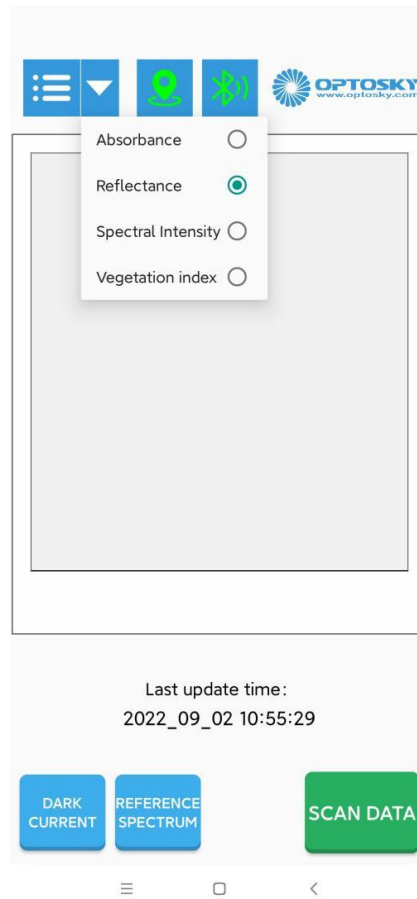 OPTOSKY
www.optosky.com
Absorbance
Reflectance
Spectral Intensity
Vegetation index
Last update time:
2022_09_02 10:55:29
DARK
CURRENT
REFERENCE
SPECTRUM
SCAN DATA